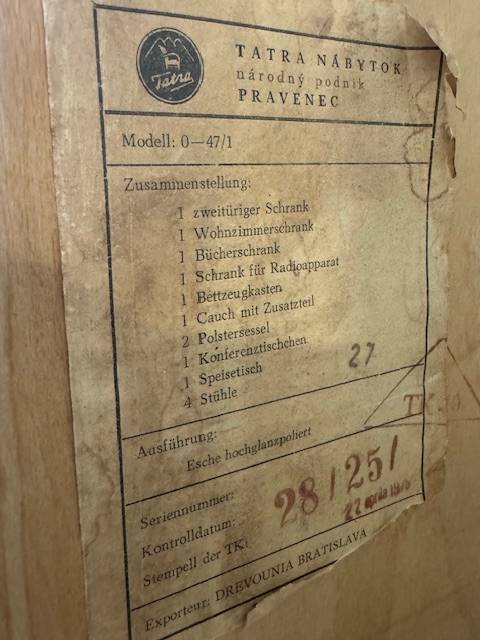 Tatra
TATRA NÁBYTOK
národný podnik
PRAVENEC
Modell: 0—47/1
Zusammenstellung:
1 zweitüriger Schrank
1 Wohnzimmerschrank
1 Bücherschrank
1 Schrank für Radioapparat
1 Bettzeugkasten
1 Cauch mit Zusatzteil
2 Polstersessel
1 Konferenztischchen
1 Speisetisch
4 Stühle
27
Ausführung:
Esche hochglanzpoliert
Seriennummer:
28/25/
Kontrolldatum:
Stempell der TK:
Exporteur: DREVOUNIA BRATISLAVA